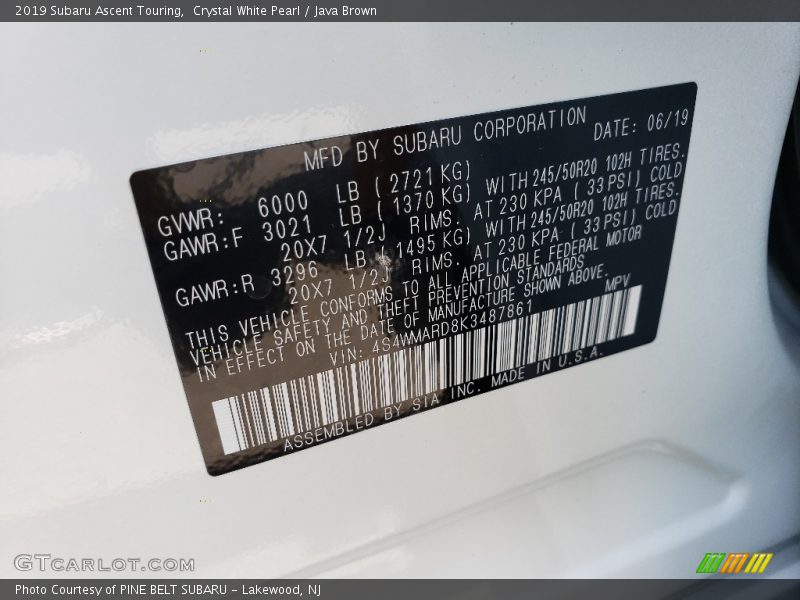 2019 Subaru Ascent Touring, Crystal White Pearl / Java Brown
MFD BY SUBARU CORPORATION DATE: 06/19
GVWR: 6000 LB ( 2721 KG)
GAWR:F 3021 LB ( 1370 KG) WITH 245/50R20 102H TIRES.
20X7 1/2J RIMS. AT 230 KPA ( 33 PSI) COLD
GAWR:R 3296 LB ( 1495 KG) WITH 245/50R20 102H TIRES.
20X7 1/2J RIMS. AT 230 KPA ( 33 PSI) COLD
THIS VEHICLE CONFORMS TO ALL APPLICABLE FEDERAL MOTOR
VEHICLE SAFETY AND THEFT PREVENTION STANDARDS
IN EFFECT ON THE DATE OF MANUFACTURE SHOWN ABOVE.
VIN: 4S4WMARD8K3487861 MPV
ASSEMBLED BY SIA INC. MADE IN U.S.A.
GTCARLOT.COM
Photo Courtesy of PINE BELT SUBARU - Lakewood, NJ